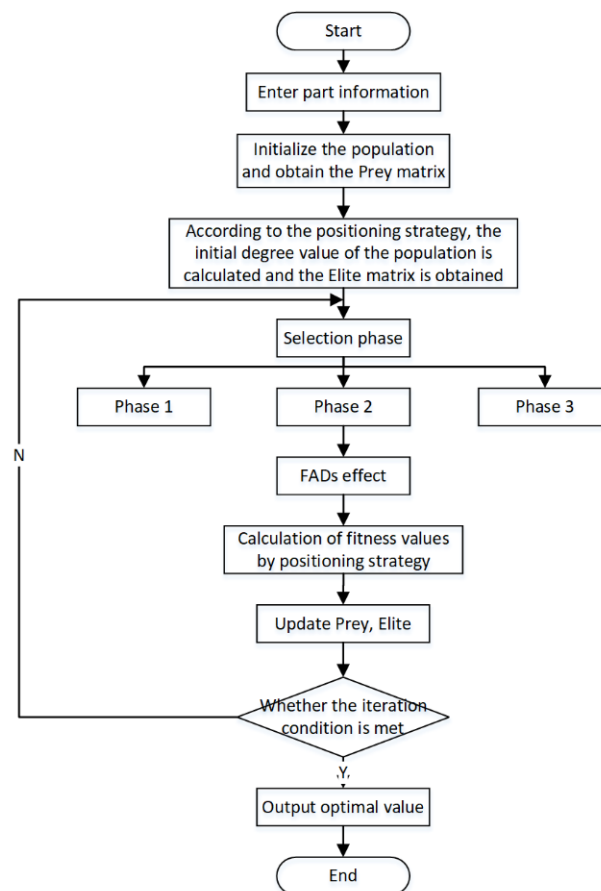 Start
Enter part information
Initialize the population
and obtain the Prey matrix
According to the positioning strategy, the
initial degree value of the population is
calculated and the Elite matrix is obtained
Selection phase
Phase 1
Phase 2
Phase 3
N
FADs effect
Calculation of fitness values
by positioning strategy
Update Prey, Elite
Whether the iteration
condition is met
Y
Output optimal value
End